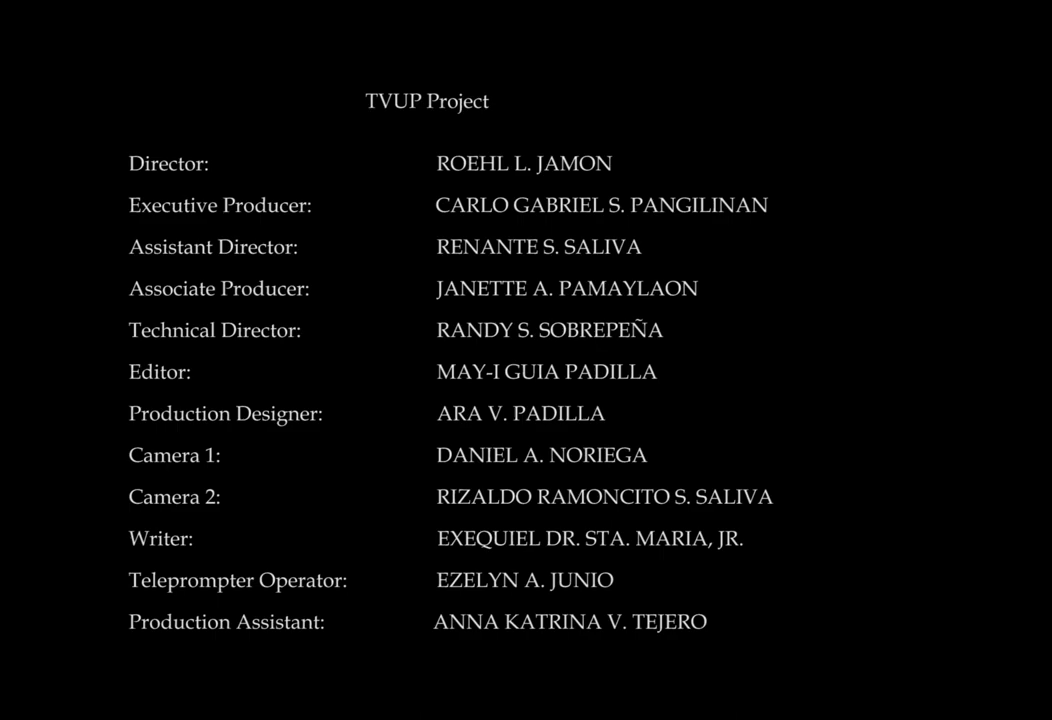 TVUP Project
Director: ROEHL L. JAMON
Executive Producer: CARLO GABRIEL S. PANGILINAN
Assistant Director: RENANTE S. SALIVA
Associate Producer: JANETTE A. PAMAYLAON
Technical Director: RANDY S. SOBREPEÑA
Editor: MAY-I GUIA PADILLA
Production Designer: ARA V. PADILLA
Camera 1: DANIEL A. NORIEGA
Camera 2: RIZALDO RAMONCITO S. SALIVA
Writer: EXEQUIEL DR. STA. MARIA, JR.
Teleprompter Operator: EZELYN A. JUNIO
Production Assistant: ANNA KATRINA V. TEJERO